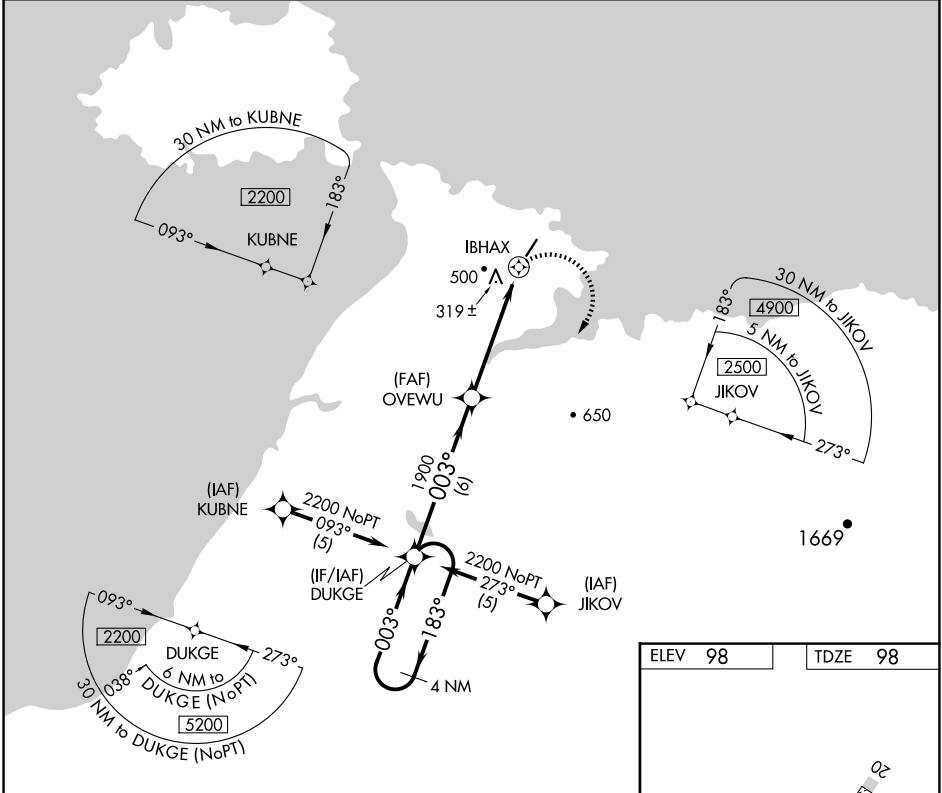 30 NM to KUBNE
2200
183°
093°
KUBNE
IBHAX
500
319 ±
30 NM to JIKOV
4900
183°
5 NM to JIKOV
2500
JIKOV
273°
(FAF)
OVEWU
650
1900
003°
(6)
(IAF)
KUBNE
2200 NoPT
093°
(5)
1669
(IF/IAF)
DUKGE
2200 NoPT
273°
(5)
(IAF)
JIKOV
093°
2200
DUKGE
273°
038°
6 NM to
DUKGE (NoPT)
5200
30 NM to DUKGE (NoPT)
003°
183°
4 NM
ELEV 98
TDZE 98
20